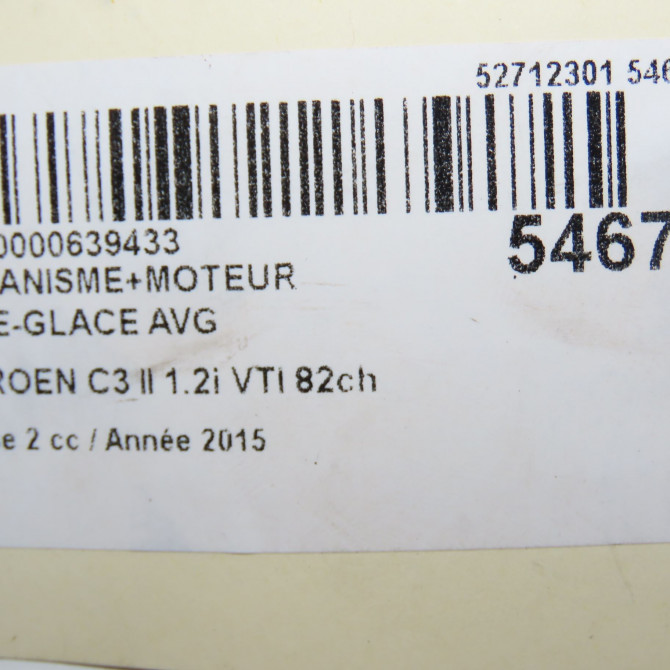 52712301 546
0000639433
5467
ANISME+MOTEUR
E-GLACE AVG
ROEN C3 II 1.2i VTI 82ch
e 2 cc / Année 2015